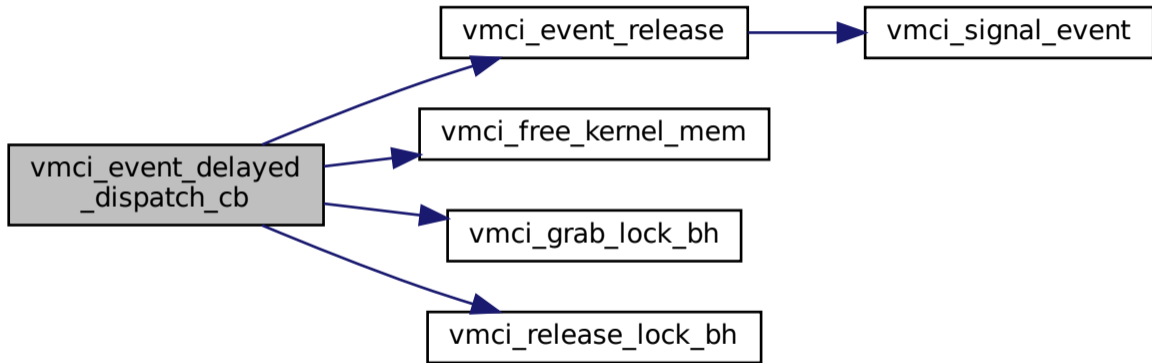 vmci_event_release
vmci_signal_event
vmci_free_kernel_mem
vmci_event_delayed
_dispatch_cb
vmci_grab_lock_bh
vmci_release_lock_bh